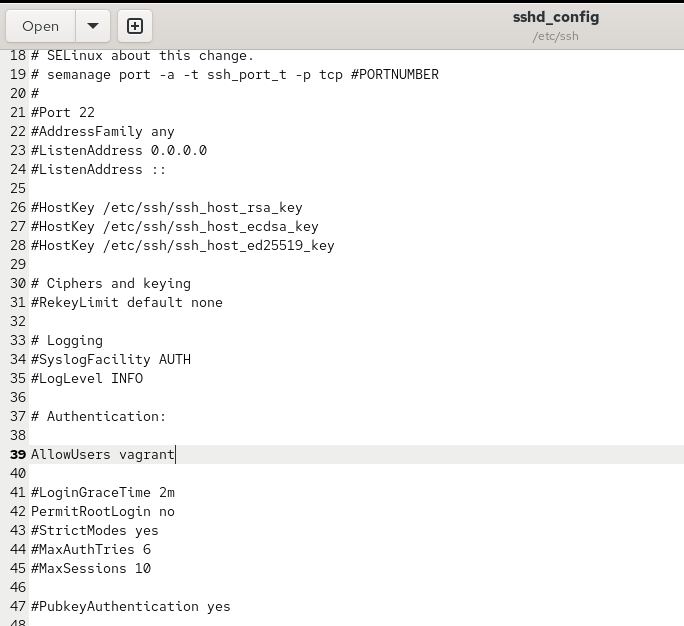 Open
sshd_config
/etc/ssh
18 # SELinux about this change.
19 # semanage port -a -t ssh_port_t -p tcp #PORTNUMBER
20 #
21 #Port 22
22 #AddressFamily any
23 #ListenAddress 0.0.0.0
24 #ListenAddress ::
25
26 #HostKey /etc/ssh/ssh_host_rsa_key
27 #HostKey /etc/ssh/ssh_host_ecdsa_key
28 #HostKey /etc/ssh/ssh_host_ed25519_key
29
30 # Ciphers and keying
31 #RekeyLimit default none
32
33 # Logging
34 #SyslogFacility AUTH
35 #LogLevel INFO
36
37 # Authentication:
38
39 AllowUsers vagrant
40
41 #LoginGraceTime 2m
42 PermitRootLogin no
43 #StrictModes yes
44 #MaxAuthTries 6
45 #MaxSessions 10
46
47 #PubkeyAuthentication yes
48